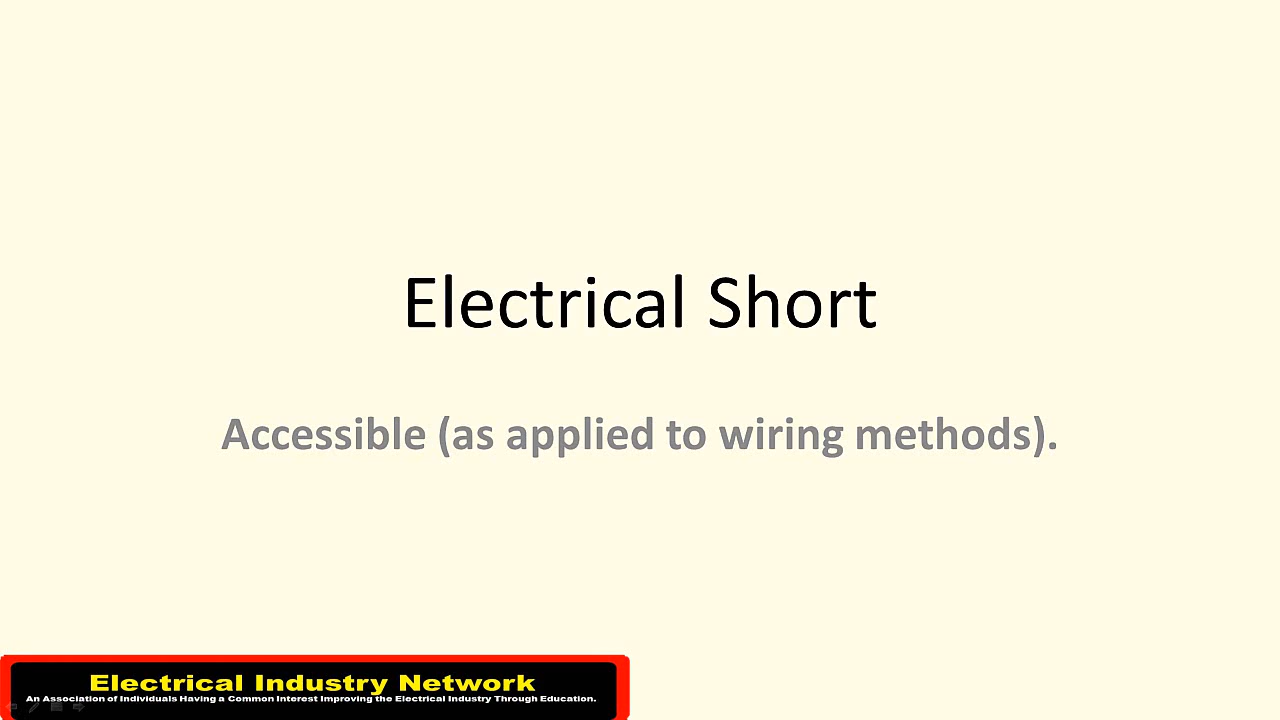 Electrical Short
Accessible (as applied to wiring methods).
Electrical Industry Network
An Association of Individuals Having a Common Interest Improving the Electrical Industry Through Education.